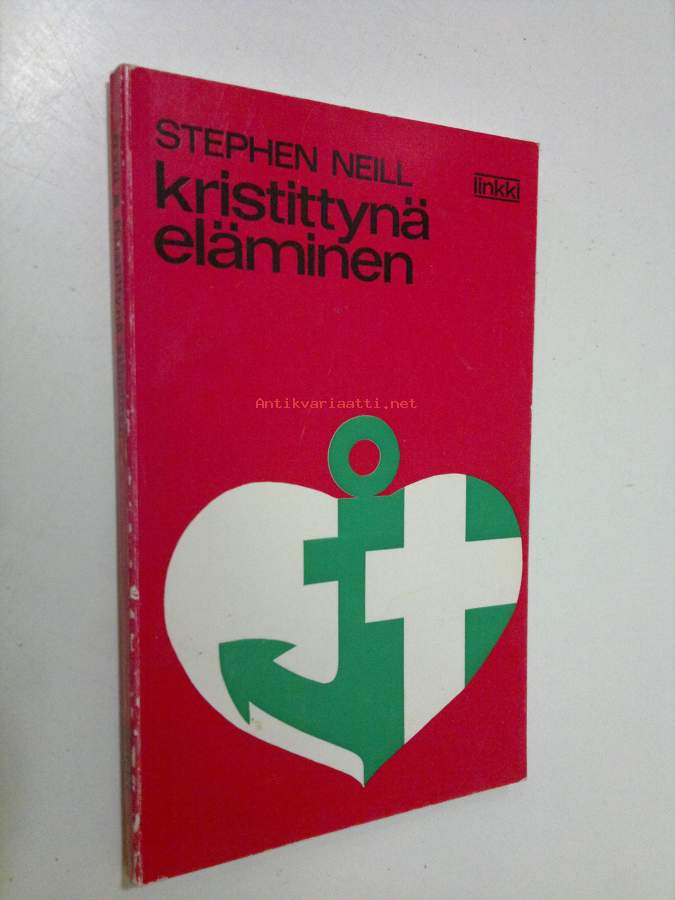 STEPHEN NEILL
kristittynä
eläminen
linkki
Antikvariaatti.net